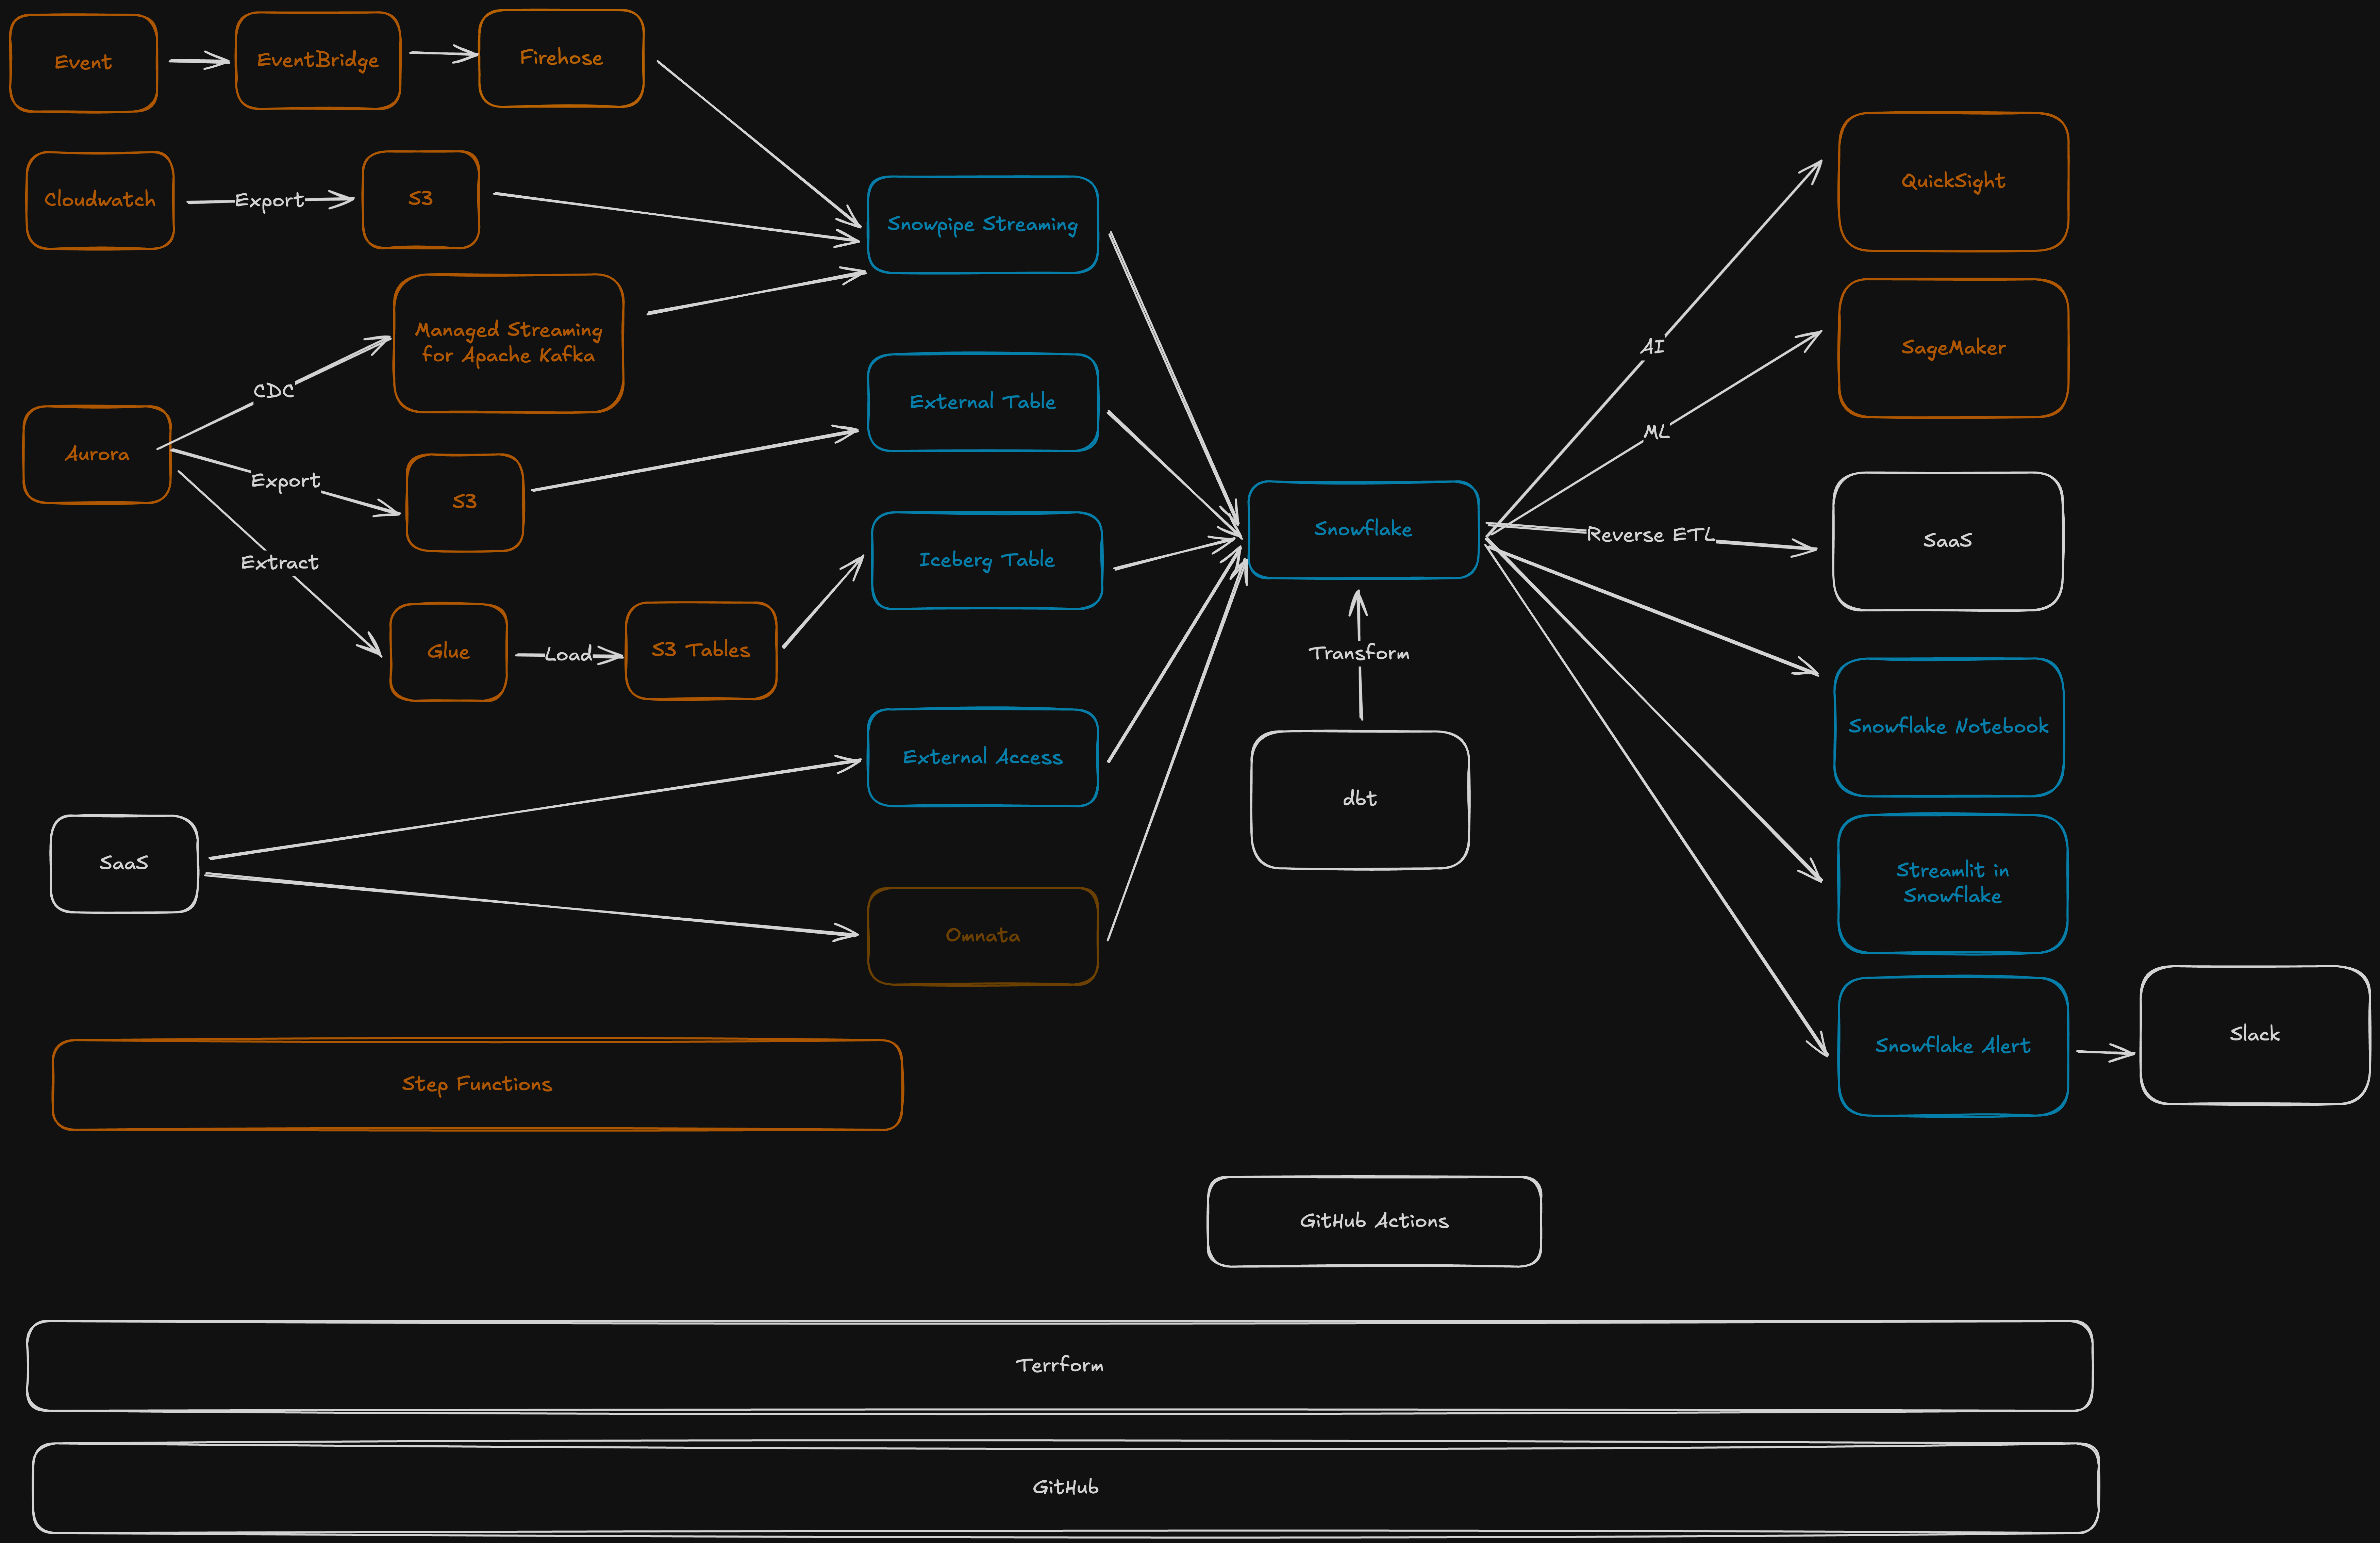 Event
EventBridge
Firehose
Cloudwatch
Export
S3
Snowpipe Streaming
QuickSight
Managed Streaming
for Apache Kafka
CDC
Aurora
Export
S3
Extract
Glue
Load
S3 Tables
External Table
Iceberg Table
External Access
SaaS
Omnata
Snowflake
Transform
dbt
AI
ML
Reverse ETL
SageMaker
SaaS
Snowflake Notebook
Streamlit in
Snowflake
Snowflake Alert
Slack
Step Functions
GitHub Actions
Terrform
GitHub